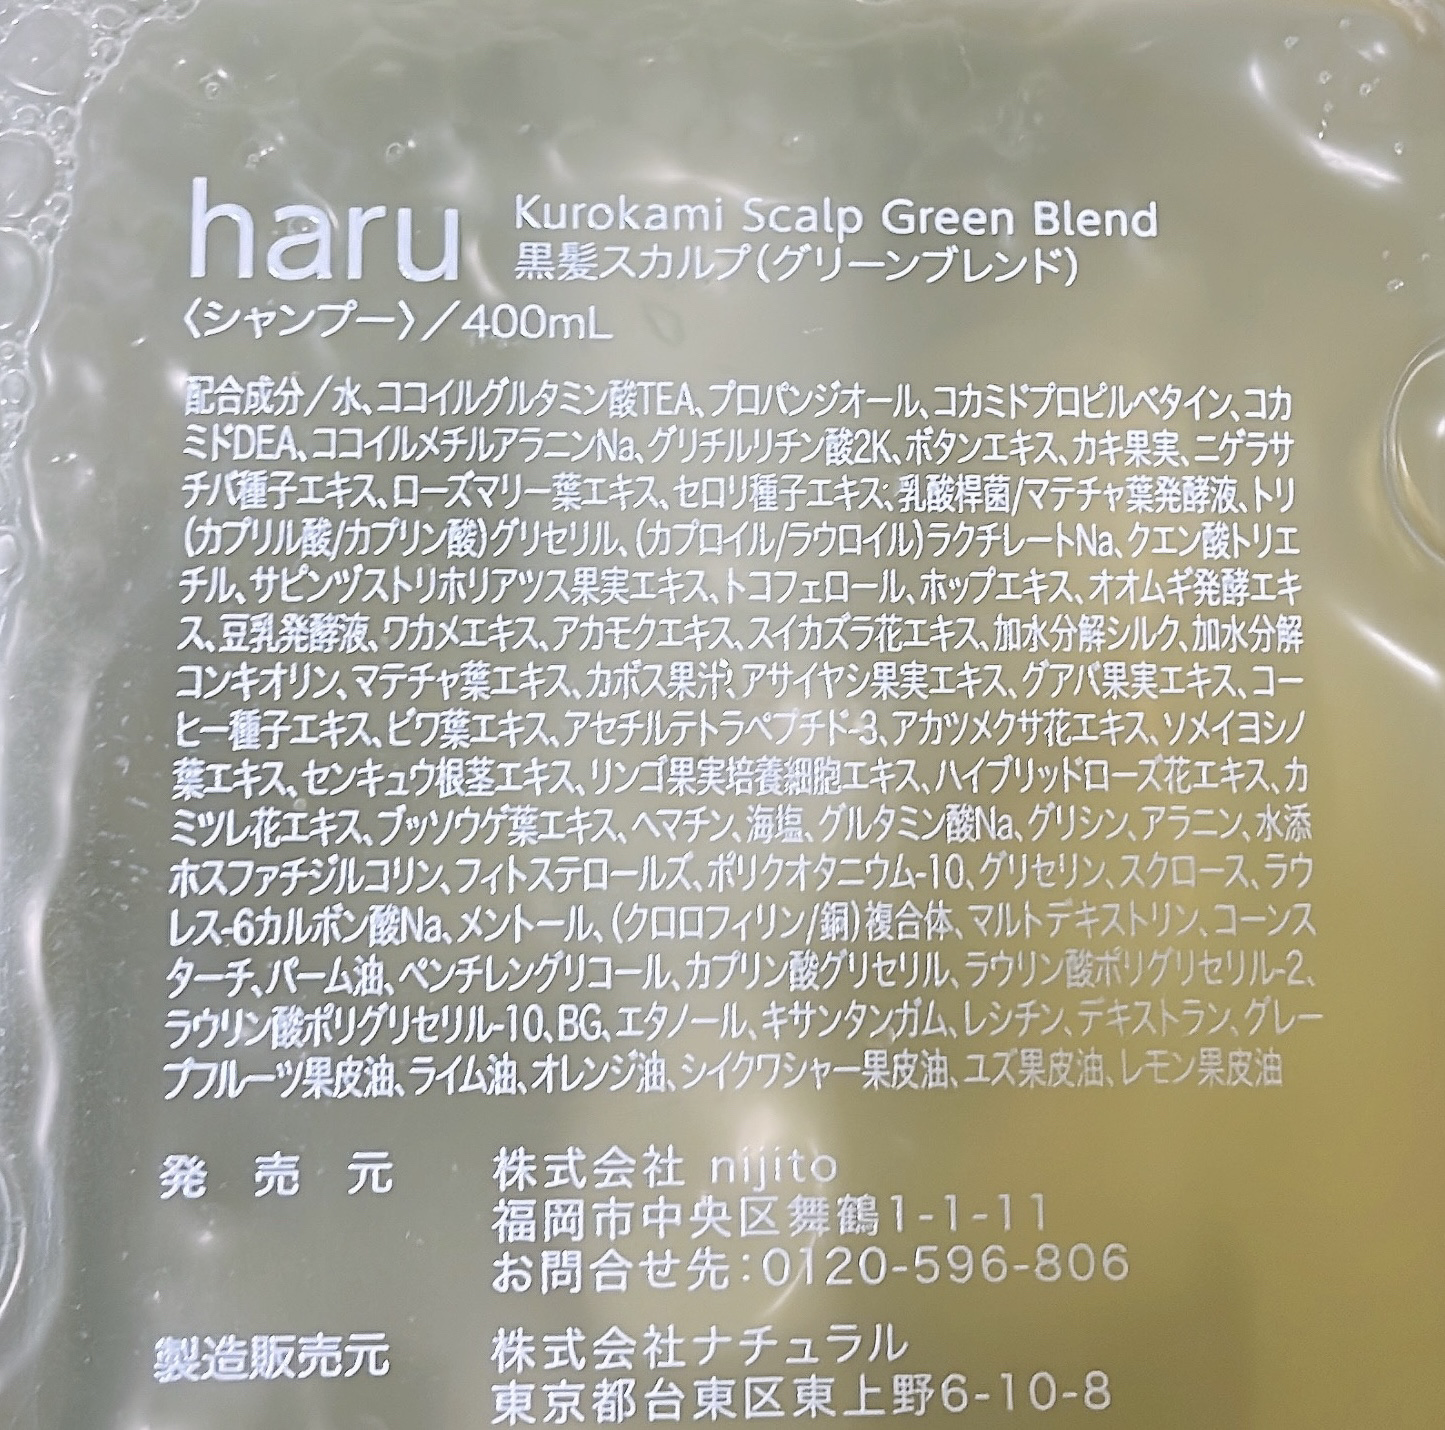 haru
Kurokami Scalp Green Blend
黒髪スカルプ(グリーンブレンド)
〈シャンプー〉/400mL
配合成分/水、ココイルグルタミン酸TEA、プロパンジオール、コカミドプロピルベタイン、コカ
ミドDEA、ココイルメチルアラニンNa、グリチルリチン酸2K、ボタンエキス、カキ果実、ニゲラサ
チバ種子エキス、ローズマリー葉エキス、セロリ種子エキス、乳酸桿菌/マテチャ葉発酵液、トリ
(カプリル酸/カプリン酸)グリセリル、(カプロイル/ラウロイル)ラクチレートNa、クエン酸トリエ
チル、サピンヅストリホリアツス果実エキス、トコフェロール、ホップエキス、オオムギ発酵エキ
ス、豆乳発酵液、ワカメエキス、アカモクエキス、スイカズラ花エキス、加水分解シルク、加水分解
コンキオリン、マテチャ葉エキス、カボス果汁、アサイヤシ果実エキス、グアバ果実エキス、コー
ヒー種子エキス、ビワ葉エキス、アセチルテトラペプチド-3、アカツメクサ花エキス、ソメイヨシノ
葉エキス、センキュウ根茎エキス、リンゴ果実培養細胞エキス、ハイブリッドローズ花エキス、カ
ミツレ花エキス、ブッソウゲ葉エキス、ヘマチン、海塩、グルタミン酸Na、グリシン、アラニン、水添
ホスファチジルコリン、フィトステロールズ、ポリクオタニウム-10、グリセリン、スクロース、ラウ
レス-6カルボン酸Na、メントール、(クロロフィリン/銅)複合体、マルトデキストリン、コーンス
ターチ、パーム油、ペンチレングリコール、カプリン酸グリセリル、ラウリン酸ポリグリセリル-2、
ラウリン酸ポリグリセリル-10、BG、エタノール、キサンタンガム、レシチン、デキストラン、グレー
プフルーツ果皮油、ライム油、オレンジ油、シイクワシャー果皮油、ユズ果皮油、レモン果皮油
発売元 株式会社 nijito
福岡市中央区舞鶴1-1-11
お問合せ先:0120-596-806
製造販売元 株式会社ナチュラル
東京都台東区東上野6-10-8